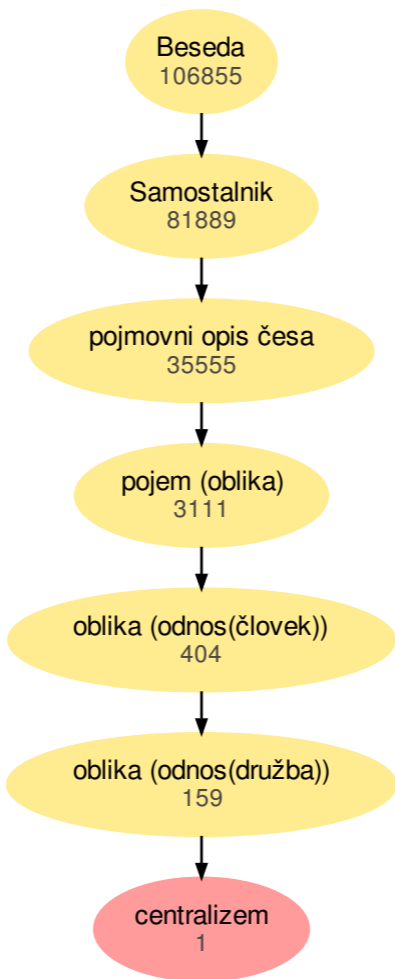 Beseda
106855
Samostalnik
81889
pojmovni opis česa
35555
pojem (oblika)
3111
oblika (odnos(človek))
404
oblika (odnos(družba))
159
centralizem
1